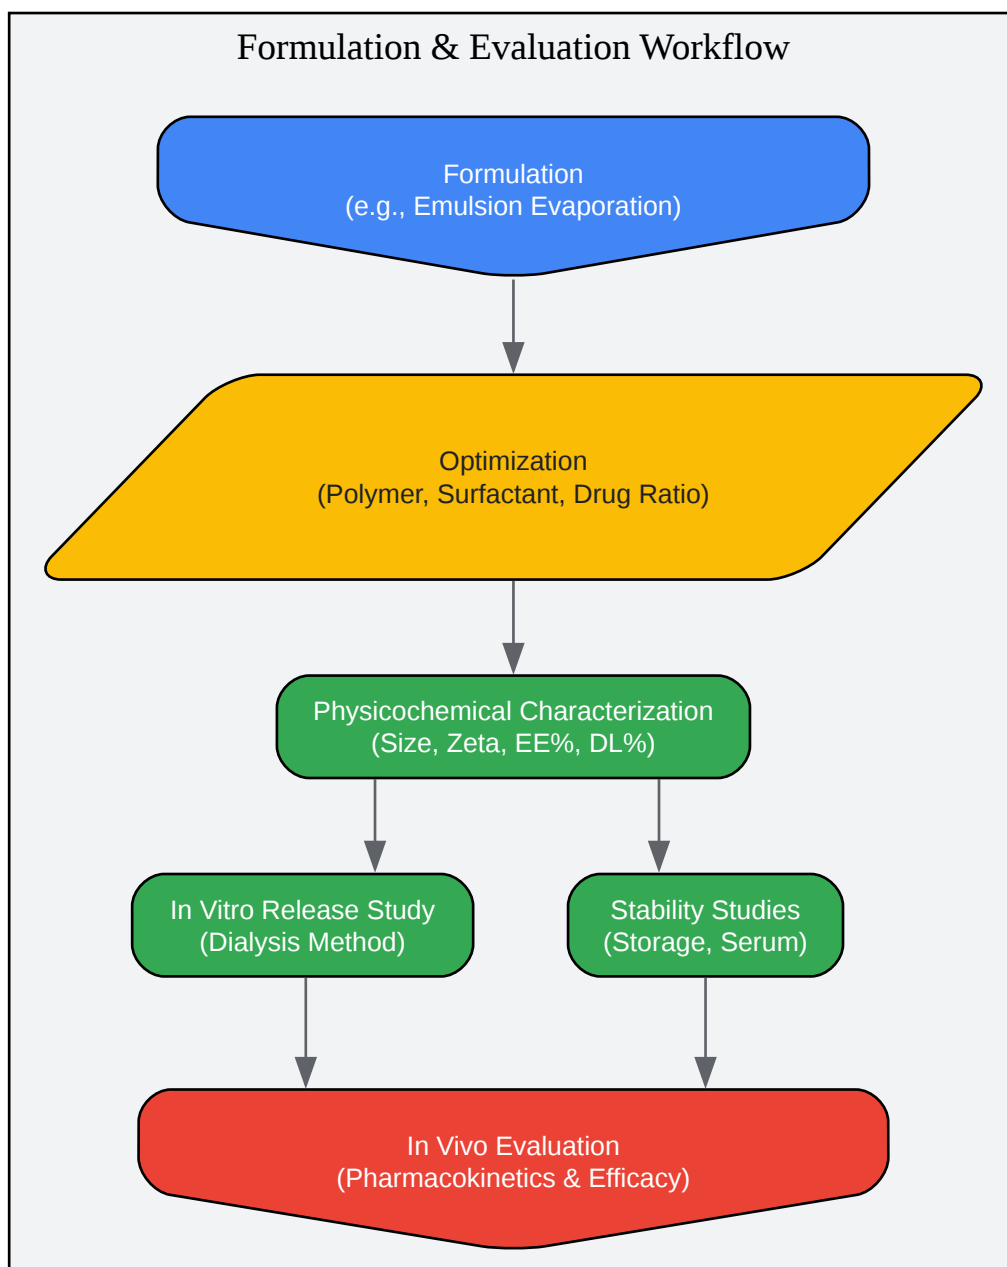 Formulation & Evaluation Workflow
Formulation
(e.g., Emulsion Evaporation)
Optimization
(Polymer, Surfactant, Drug Ratio)
Physicochemical Characterization
(Size, Zeta, EE%, DL%)
In Vitro Release Study
(Dialysis Method)
Stability Studies
(Storage, Serum)
In Vivo Evaluation
(Pharmacokinetics & Efficacy)